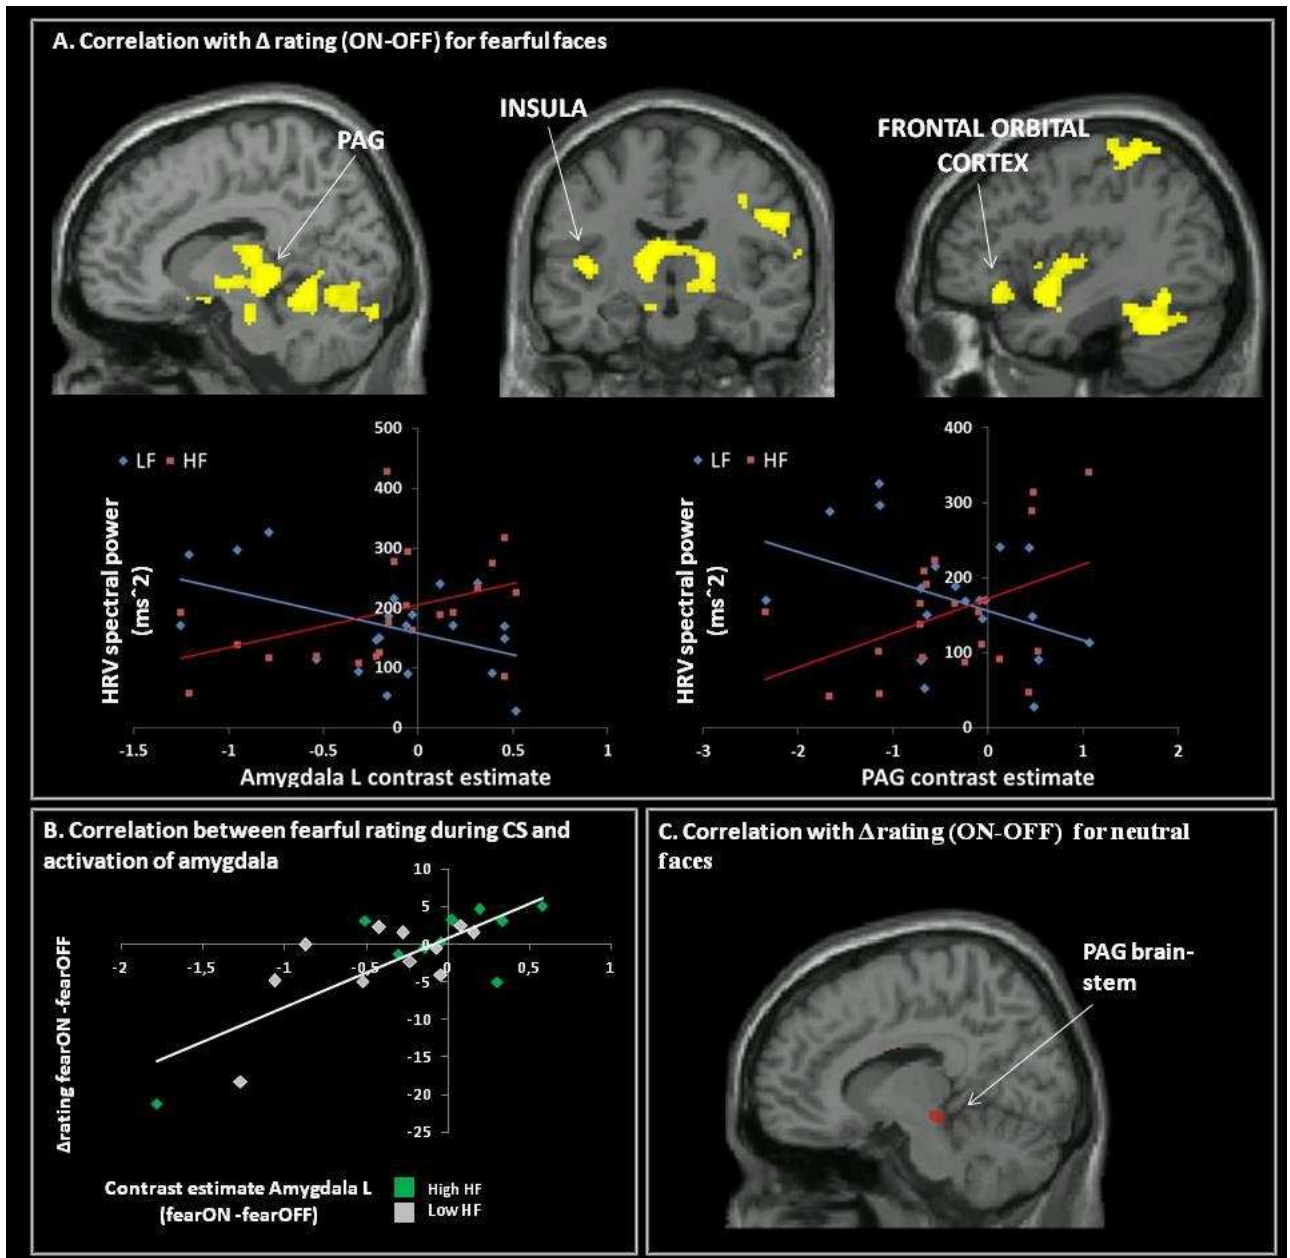 A. Correlation with Δ rating (ON-OFF) for fearful faces
PAG
INSULA
FRONTAL ORBITAL
CORTEX
LF HF
HRV spectral power
(ms^2)
500
400
300
200
100
0
-1.5 -1 -0.5 0 0.5 1
Amygdala L contrast estimate
LF HF
HRV spectral power
(ms^2)
400
300
200
100
0
-3 -2 -1 0 1 2
PAG contrast estimate
B. Correlation between fearful rating during CS and
activation of amygdala
Δrating fearON -fearOFF
10
5
0
-5
-10
-15
-20
-25
-2 -1,5 -1 -0,5 0 0,5 1
Contrast estimate Amygdala L
(fearON -fearOFF)
High HF
Low HF
C. Correlation with Δrating (ON-OFF) for neutral
faces
PAG brain-
stem